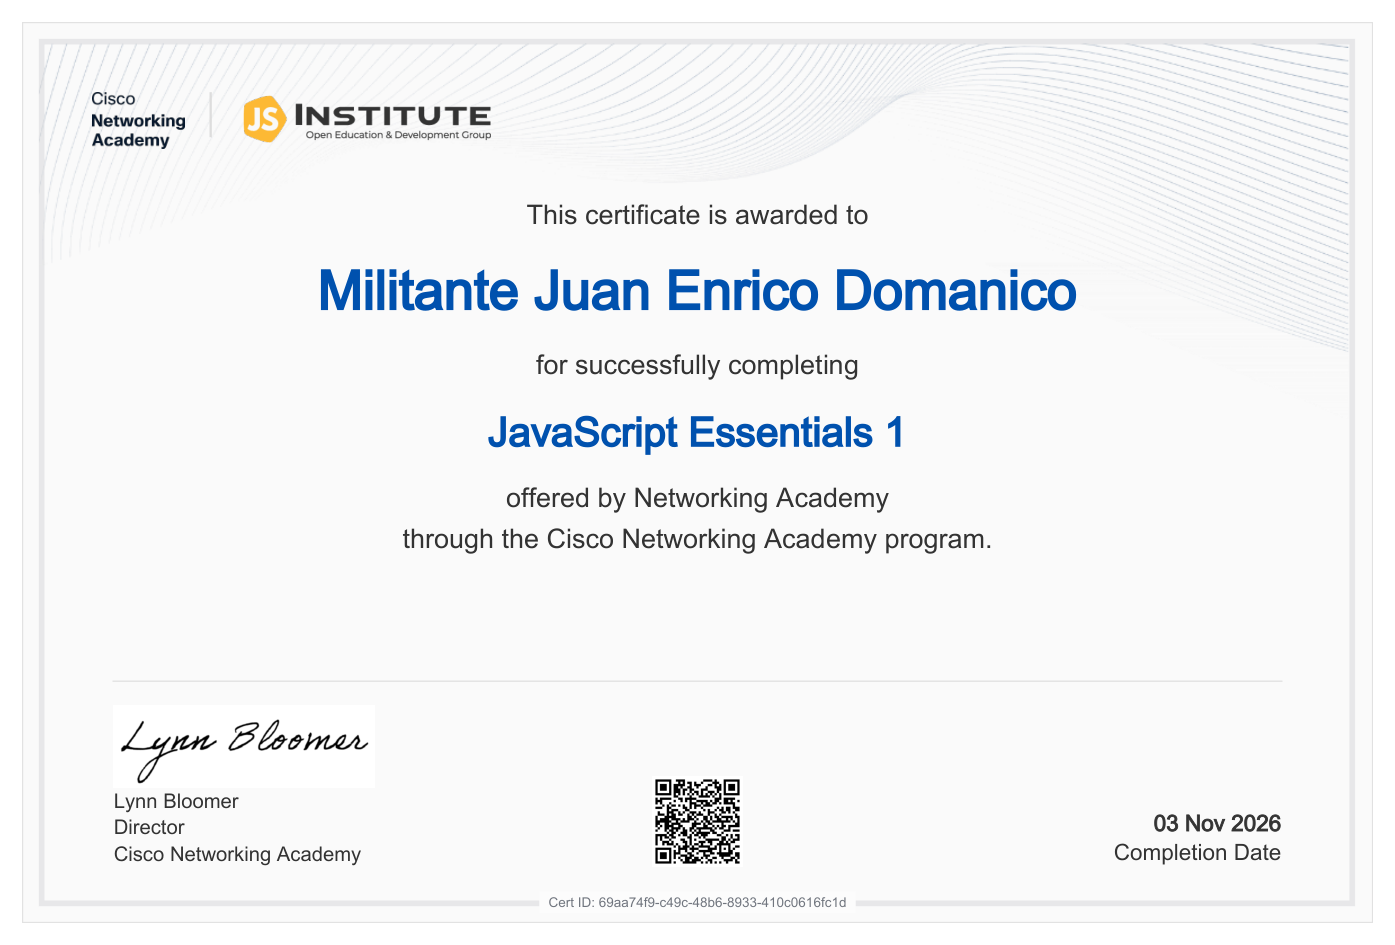 Cisco
Networking
Academy
JS INSTITUTE
Open Education & Development Group
This certificate is awarded to
Militante Juan Enrico Domanico
for successfully completing
JavaScript Essentials 1
offered by Networking Academy
through the Cisco Networking Academy program.
Lynn Bloomer
Lynn Bloomer
Director
Cisco Networking Academy
03 Nov 2026
Completion Date
Cert ID: 69aa74f9-c49c-48b6-8933-410c0616fc1d